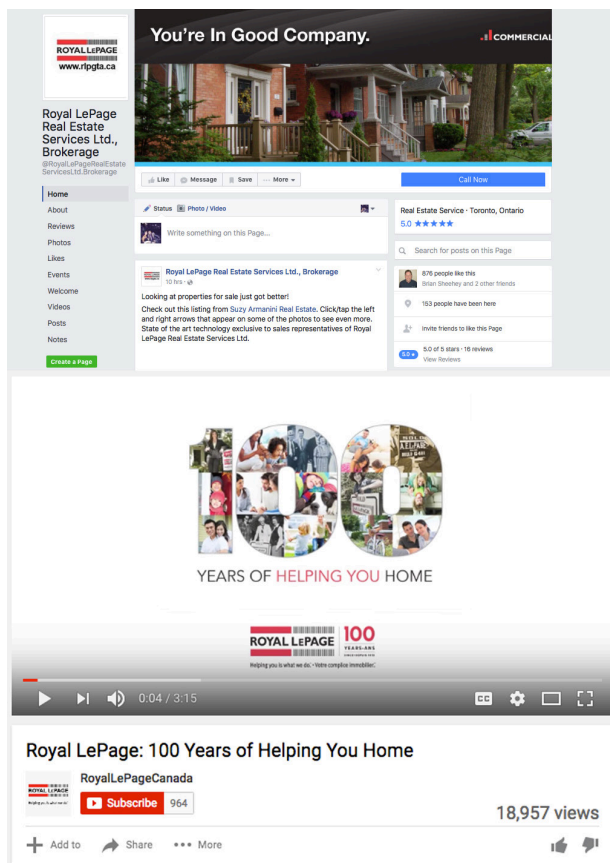 You're In Good Company.
COMMERCIAL
ROYAL LEPAGE
www.rlpgta.ca
Royal LePage
Real Estate
Services Ltd.,
Brokerage
@RoyalLePageRealEstate
ServicesLtd.Brokerage
Home
About
Reviews
Photos
Likes
Events
Welcome
Videos
Posts
Notes
Create a Page
Like
Message
Save
More
Call Now
Status
Photo / Video
Write something on this Page...
Royal LePage Real Estate Services Ltd., Brokerage
10 hrs
Looking at properties for sale just got better!
Check out this listing from Suzy Armanini Real Estate. Click/tap the left
and right arrows that appear on some of the photos to see even more.
State of the art technology exclusive to sales representatives of Royal
LePage Real Estate Services Ltd.
Real Estate Service · Toronto, Ontario
5.0 ★★★★★
Search for posts on this Page
876 people like this
Brian Sheehey and 2 other friends
153 people have been here
Invite friends to like this Page
5.0 ★
5.0 of 5 stars · 16 reviews
View Reviews
100
YEARS OF HELPING YOU HOME
ROYAL LEPAGE
100
YEARS·ANS
Helping you is what we do. · Votre complice immobilier.
0:04 / 3:15
CC
Royal LePage: 100 Years of Helping You Home
ROYAL LEPAGE
RoyalLePageCanada
Subscribe 964
18,957 views
Add to
Share
More